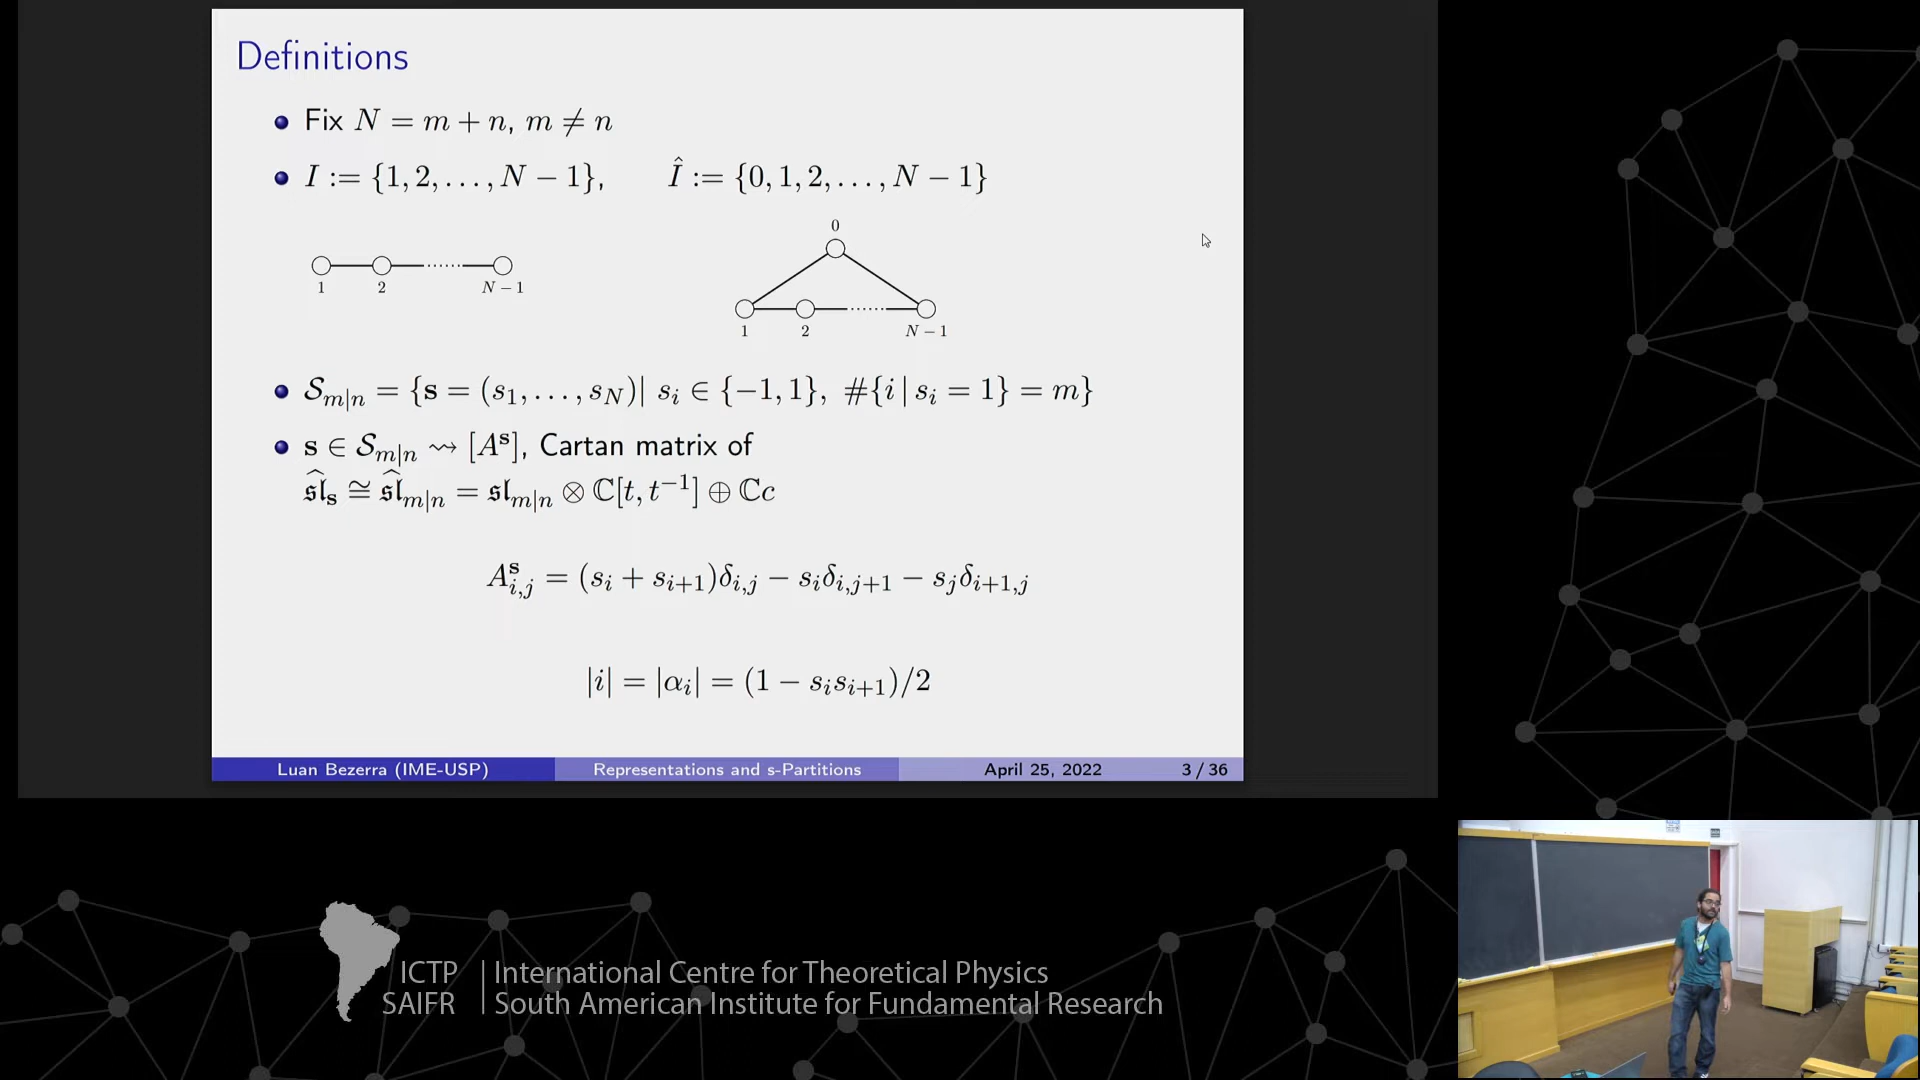 Definitions
Fix N = m + n, m ≠ n
I := {1, 2, . . . , N − 1},   Î := {0, 1, 2, . . . , N − 1}
0
1 2 N − 1
1 2 N − 1
𝒮_{m|n} = {𝐬 = (s_1, . . . , s_N)| s_i ∈ {−1, 1}, #{i | s_i = 1} = m}
𝐬 ∈ 𝒮_{m|n} ⇝ [A^𝐬], Cartan matrix of
\widehat{𝔰𝔩}_𝐬 ≅ \widehat{𝔰𝔩}_{m|n} = 𝔰𝔩_{m|n} ⊗ ℂ[t, t^{−1}] ⊕ ℂc
A^𝐬_{i,j} = (s_i + s_{i+1})δ_{i,j} − s_iδ_{i,j+1} − s_jδ_{i+1,j}
|i| = |α_i| = (1 − s_is_{i+1})/2
Luan Bezerra (IME-USP) Representations and s-Partitions April 25, 2022 3 / 36
ICTP | International Centre for Theoretical Physics
SAIFR | South American Institute for Fundamental Research